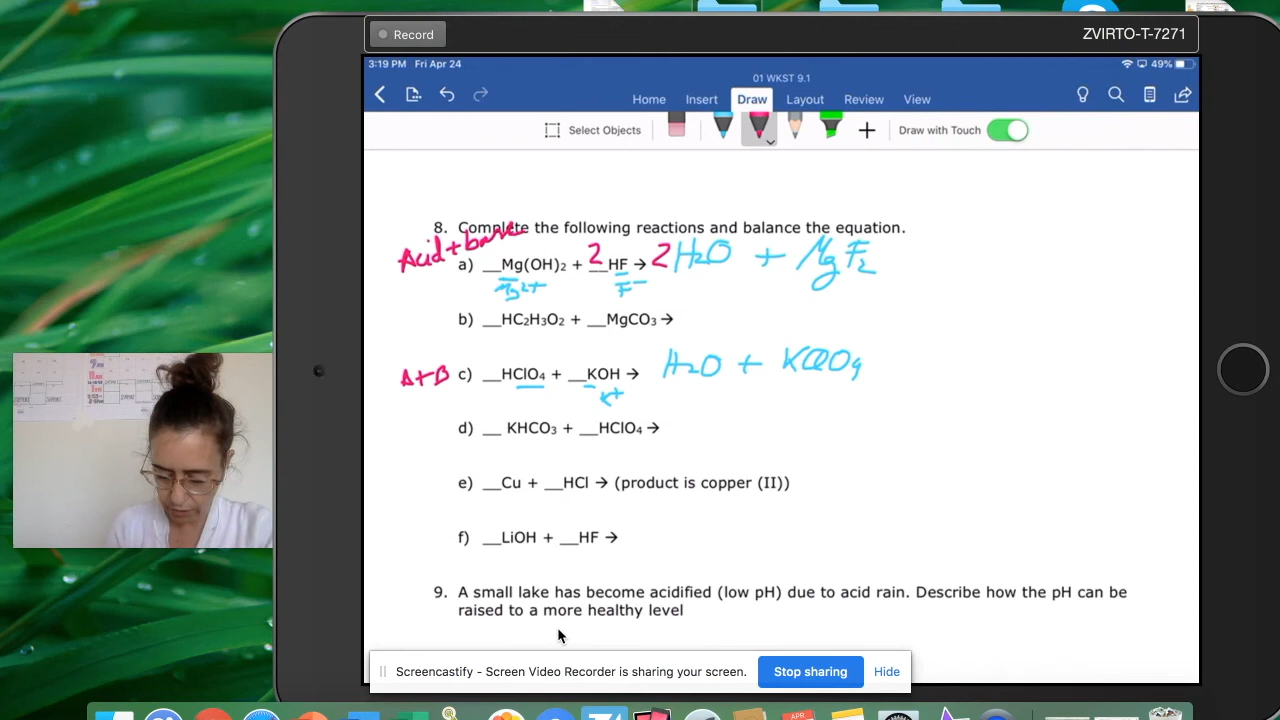 Record
ZVIRTO-T-7271
3:19 PM Fri Apr 24
49%
01 WKST 9.1
Home Insert Draw Layout Review View
Select Objects
Draw with Touch
8. Complete the following reactions and balance the equation.
Acid+base
a) __Mg(OH)₂ + 2__HF → 2H₂O + MgF₂
Mg²⁺ F⁻
b) __HC₂H₃O₂ + __MgCO₃→
A+B c) __HClO₄ + __KOH → H₂O + KClO₄
K⁺
d) __ KHCO₃ + __HClO₄→
e) __Cu + __HCl → (product is copper (II))
f) __LiOH + __HF →
9. A small lake has become acidified (low pH) due to acid rain. Describe how the pH can be
raised to a more healthy level
Screencastify - Screen Video Recorder is sharing your screen. Stop sharing Hide